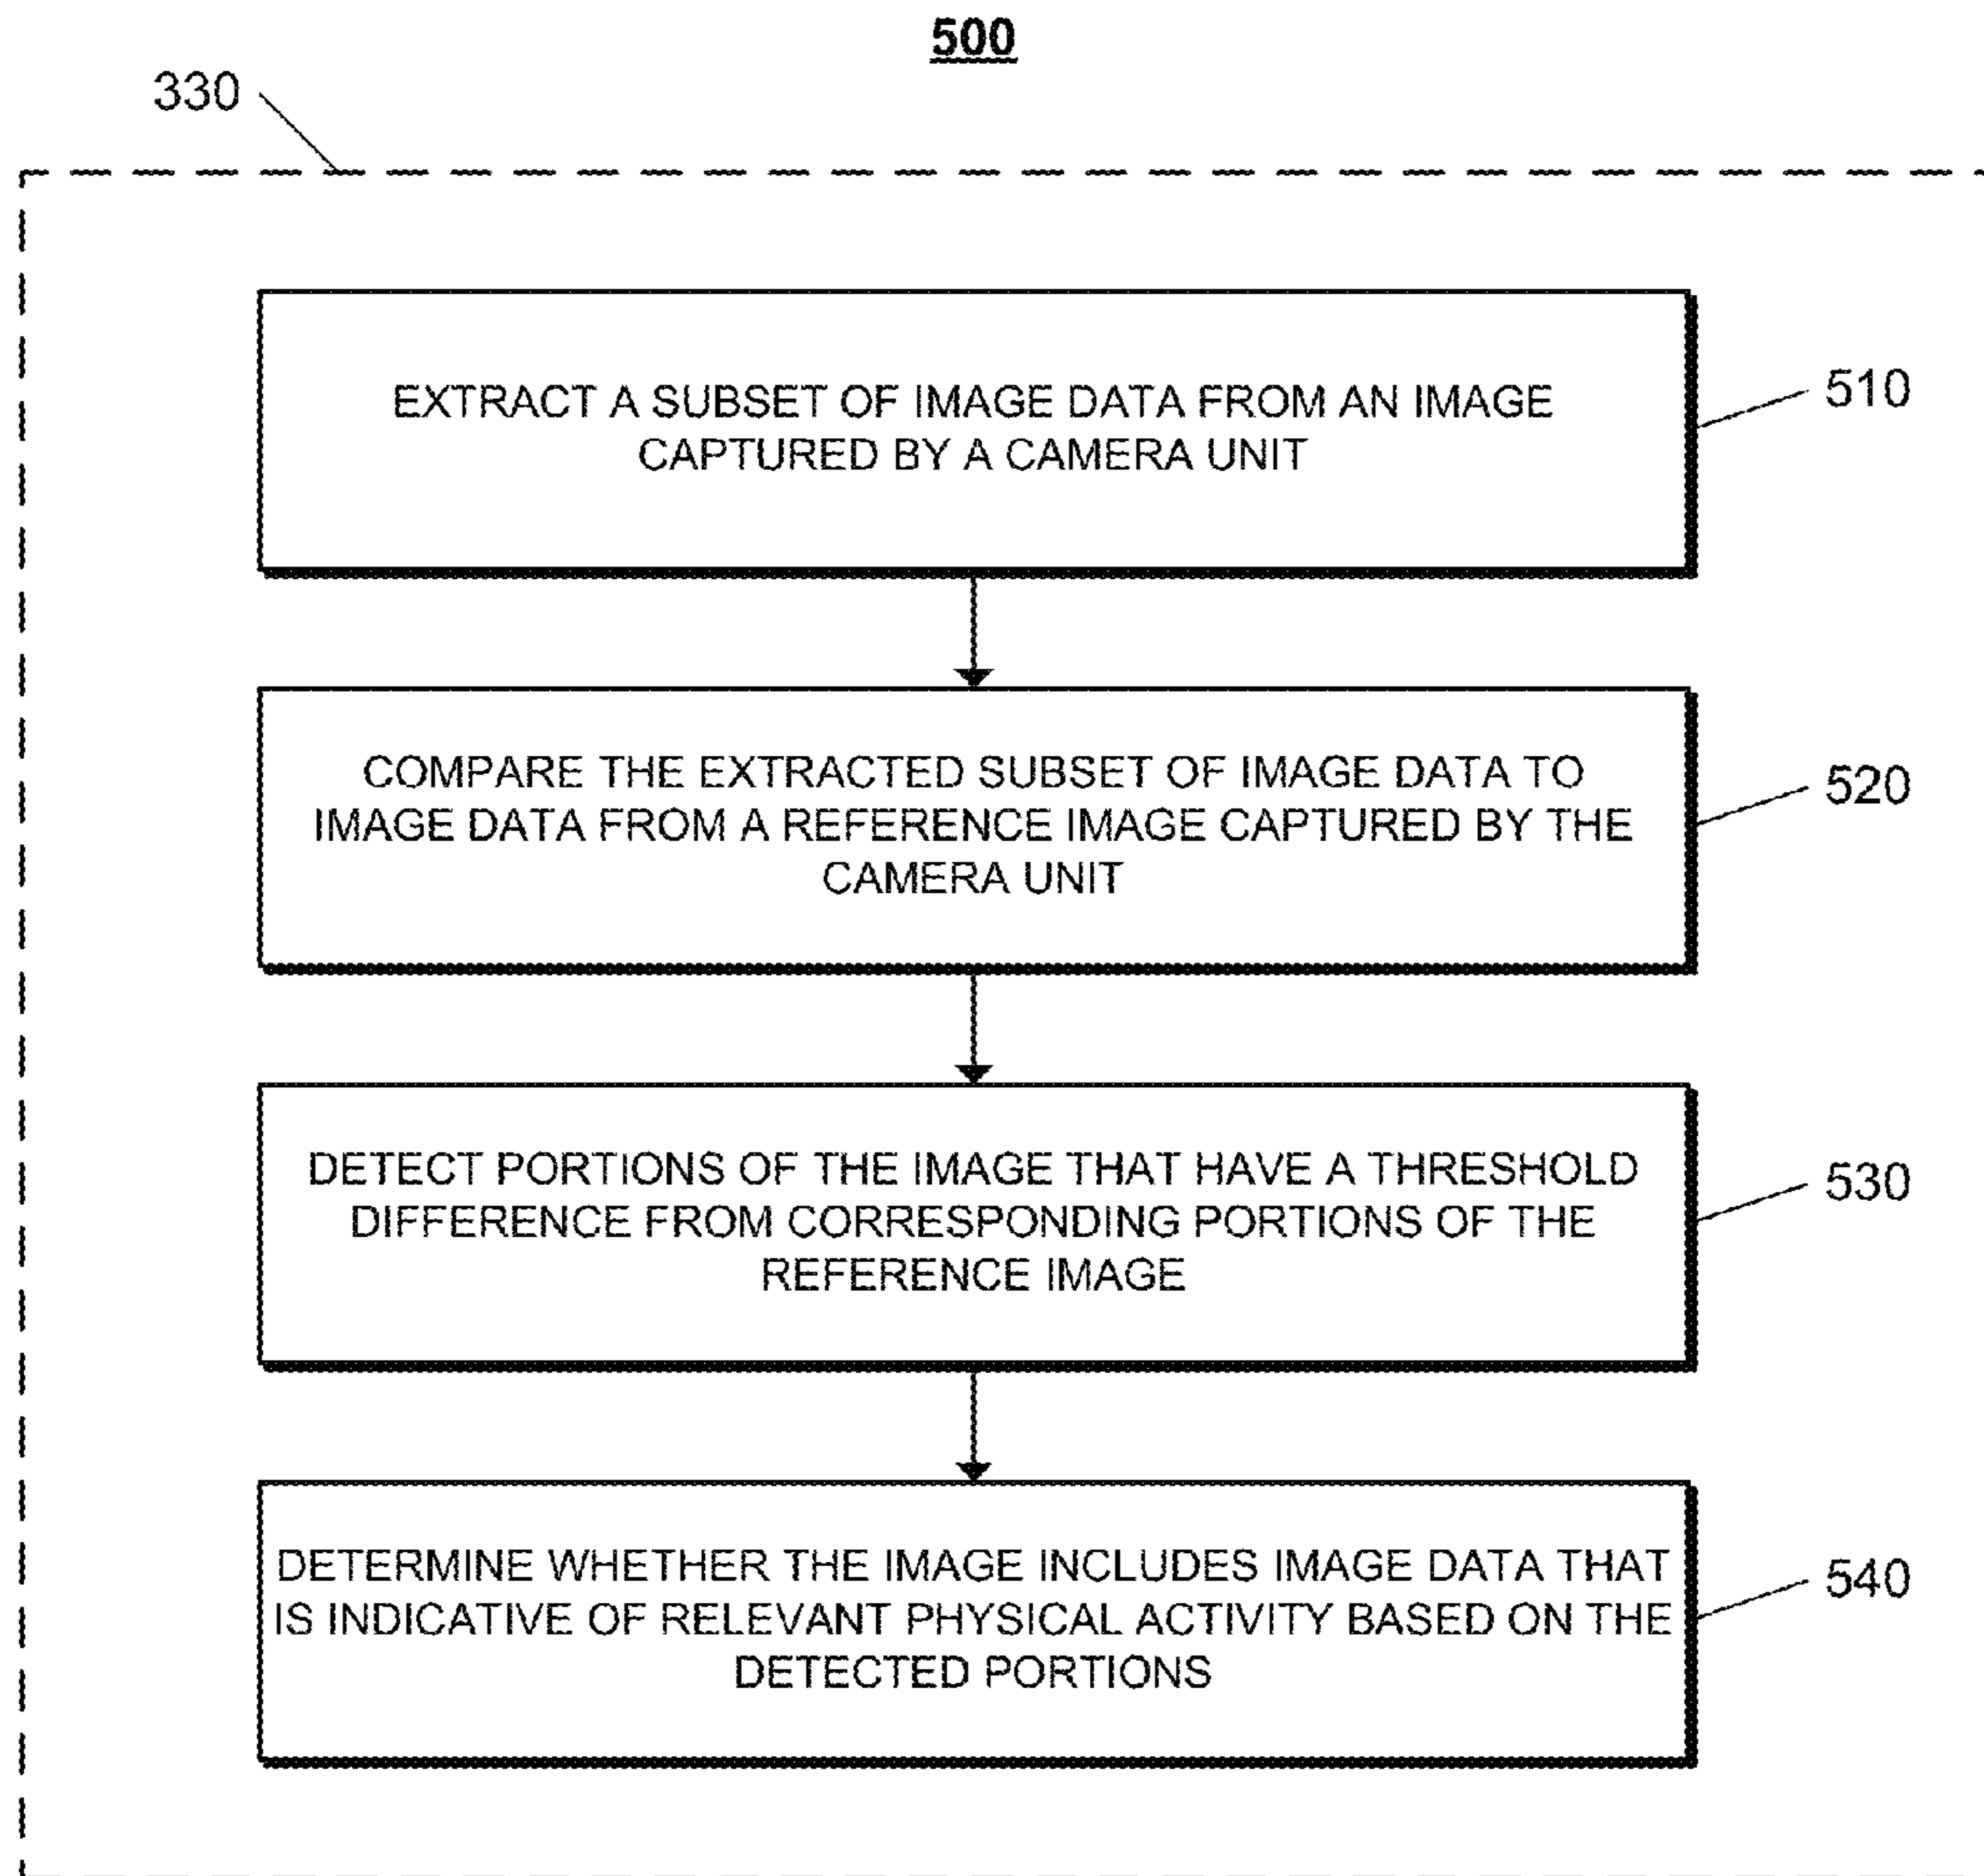 500
330
EXTRACT A SUBSET OF IMAGE DATA FROM AN IMAGE
CAPTURED BY A CAMERA UNIT
510
COMPARE THE EXTRACTED SUBSET OF IMAGE DATA TO
IMAGE DATA FROM A REFERENCE IMAGE CAPTURED BY THE
CAMERA UNIT
520
DETECT PORTIONS OF THE IMAGE THAT HAVE A THRESHOLD
DIFFERENCE FROM CORRESPONDING PORTIONS OF THE
REFERENCE IMAGE
530
DETERMINE WHETHER THE IMAGE INCLUDES IMAGE DATA THAT
IS INDICATIVE OF RELEVANT PHYSICAL ACTIVITY BASED ON THE
DETECTED PORTIONS
540